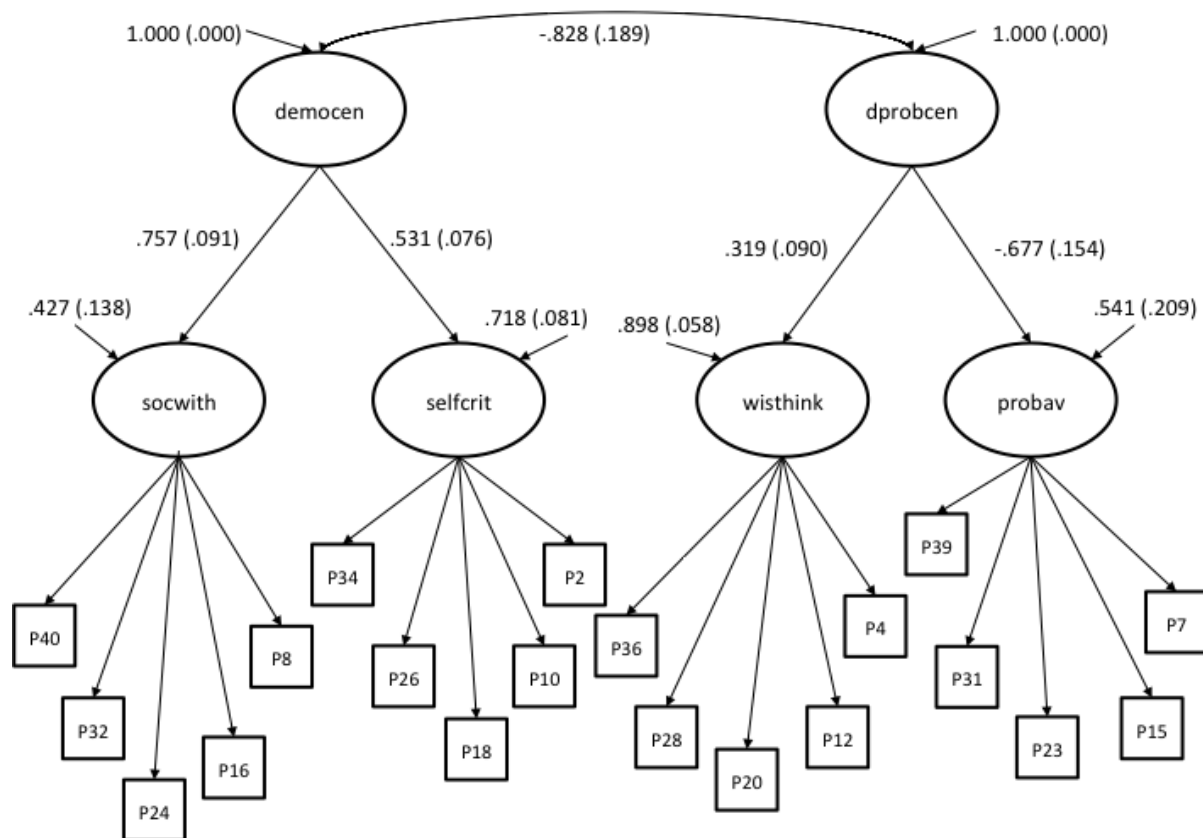 1.000 (.000)
-.828 (.189)
1.000 (.000)
democen
dprobcen
.757 (.091)
.531 (.076)
.319 (.090)
-.677 (.154)
.427 (.138)
.718 (.081)
.898 (.058)
.541 (.209)
socwith
selfcrit
wisthink
probav
P40
P32
P24
P16
P8
P34
P26
P18
P10
P2
P36
P28
P20
P12
P4
P39
P31
P23
P15
P7